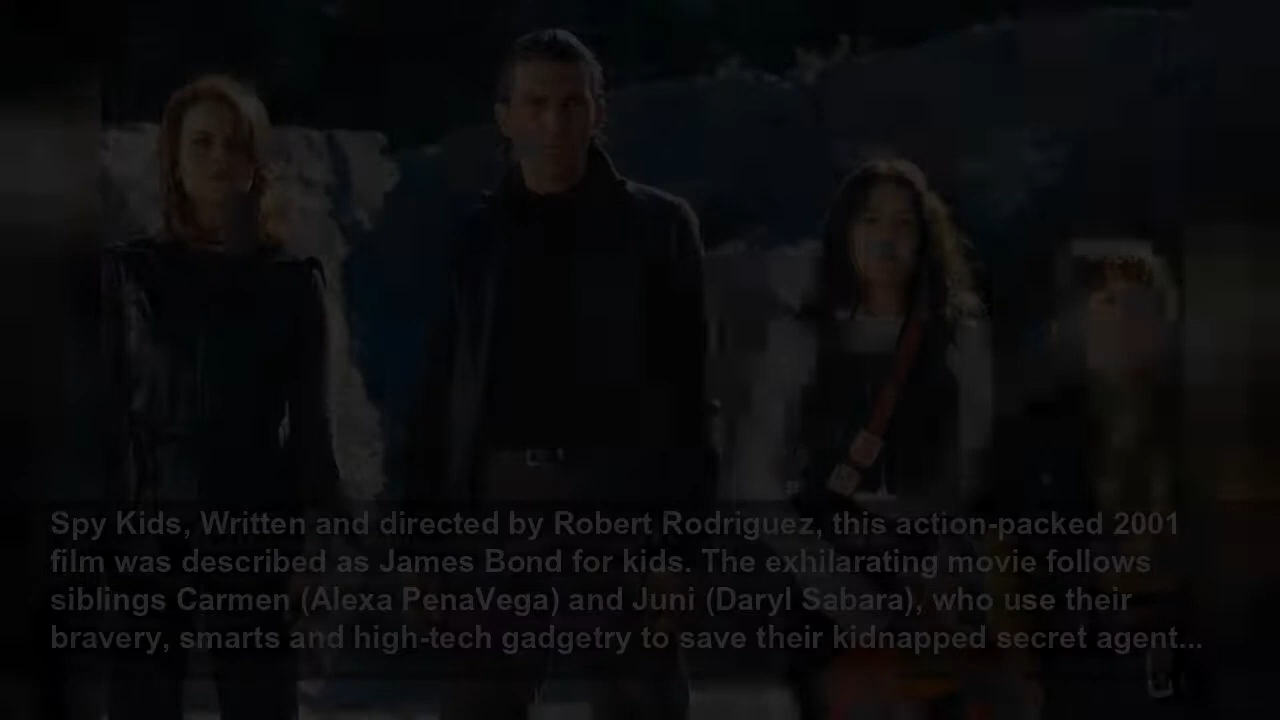 Spy Kids, Written and directed by Robert Rodriguez, this action-packed 2001
film was described as James Bond for kids. The exhilarating movie follows
siblings Carmen (Alexa PenaVega) and Juni (Daryl Sabara), who use their
bravery, smarts and high-tech gadgetry to save their kidnapped secret agent...